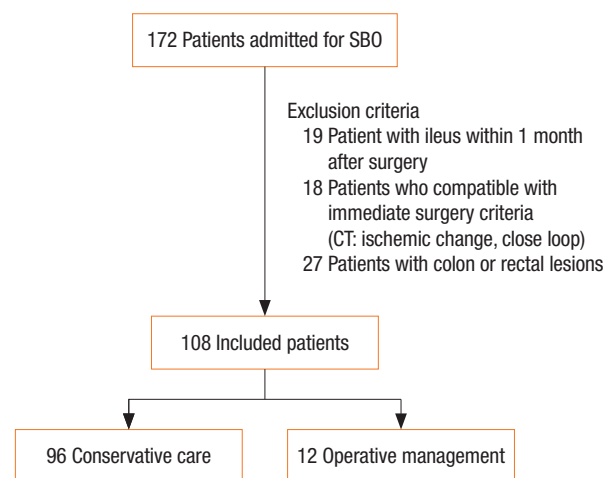 172 Patients admitted for SBO
Exclusion criteria
19 Patient with ileus within 1 month
after surgery
18 Patients who compatible with
immediate surgery criteria
(CT: ischemic change, close loop)
27 Patients with colon or rectal lesions
108 Included patients
96 Conservative care
12 Operative management